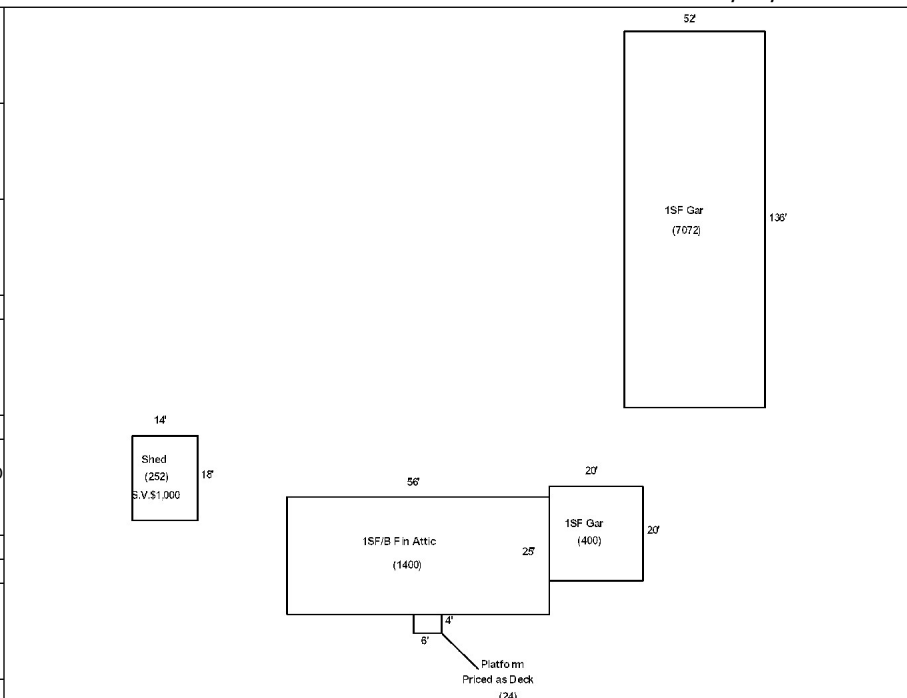 52'
1SF Gar
(7072)
136'
14'
Shed
(252)
S.V.$1,000
18'
56'
1SF/B Fin Attic
(1400)
25'
20'
1SF Gar
(400)
20'
4'
6'
Platform
Priced as Deck
(24)
)